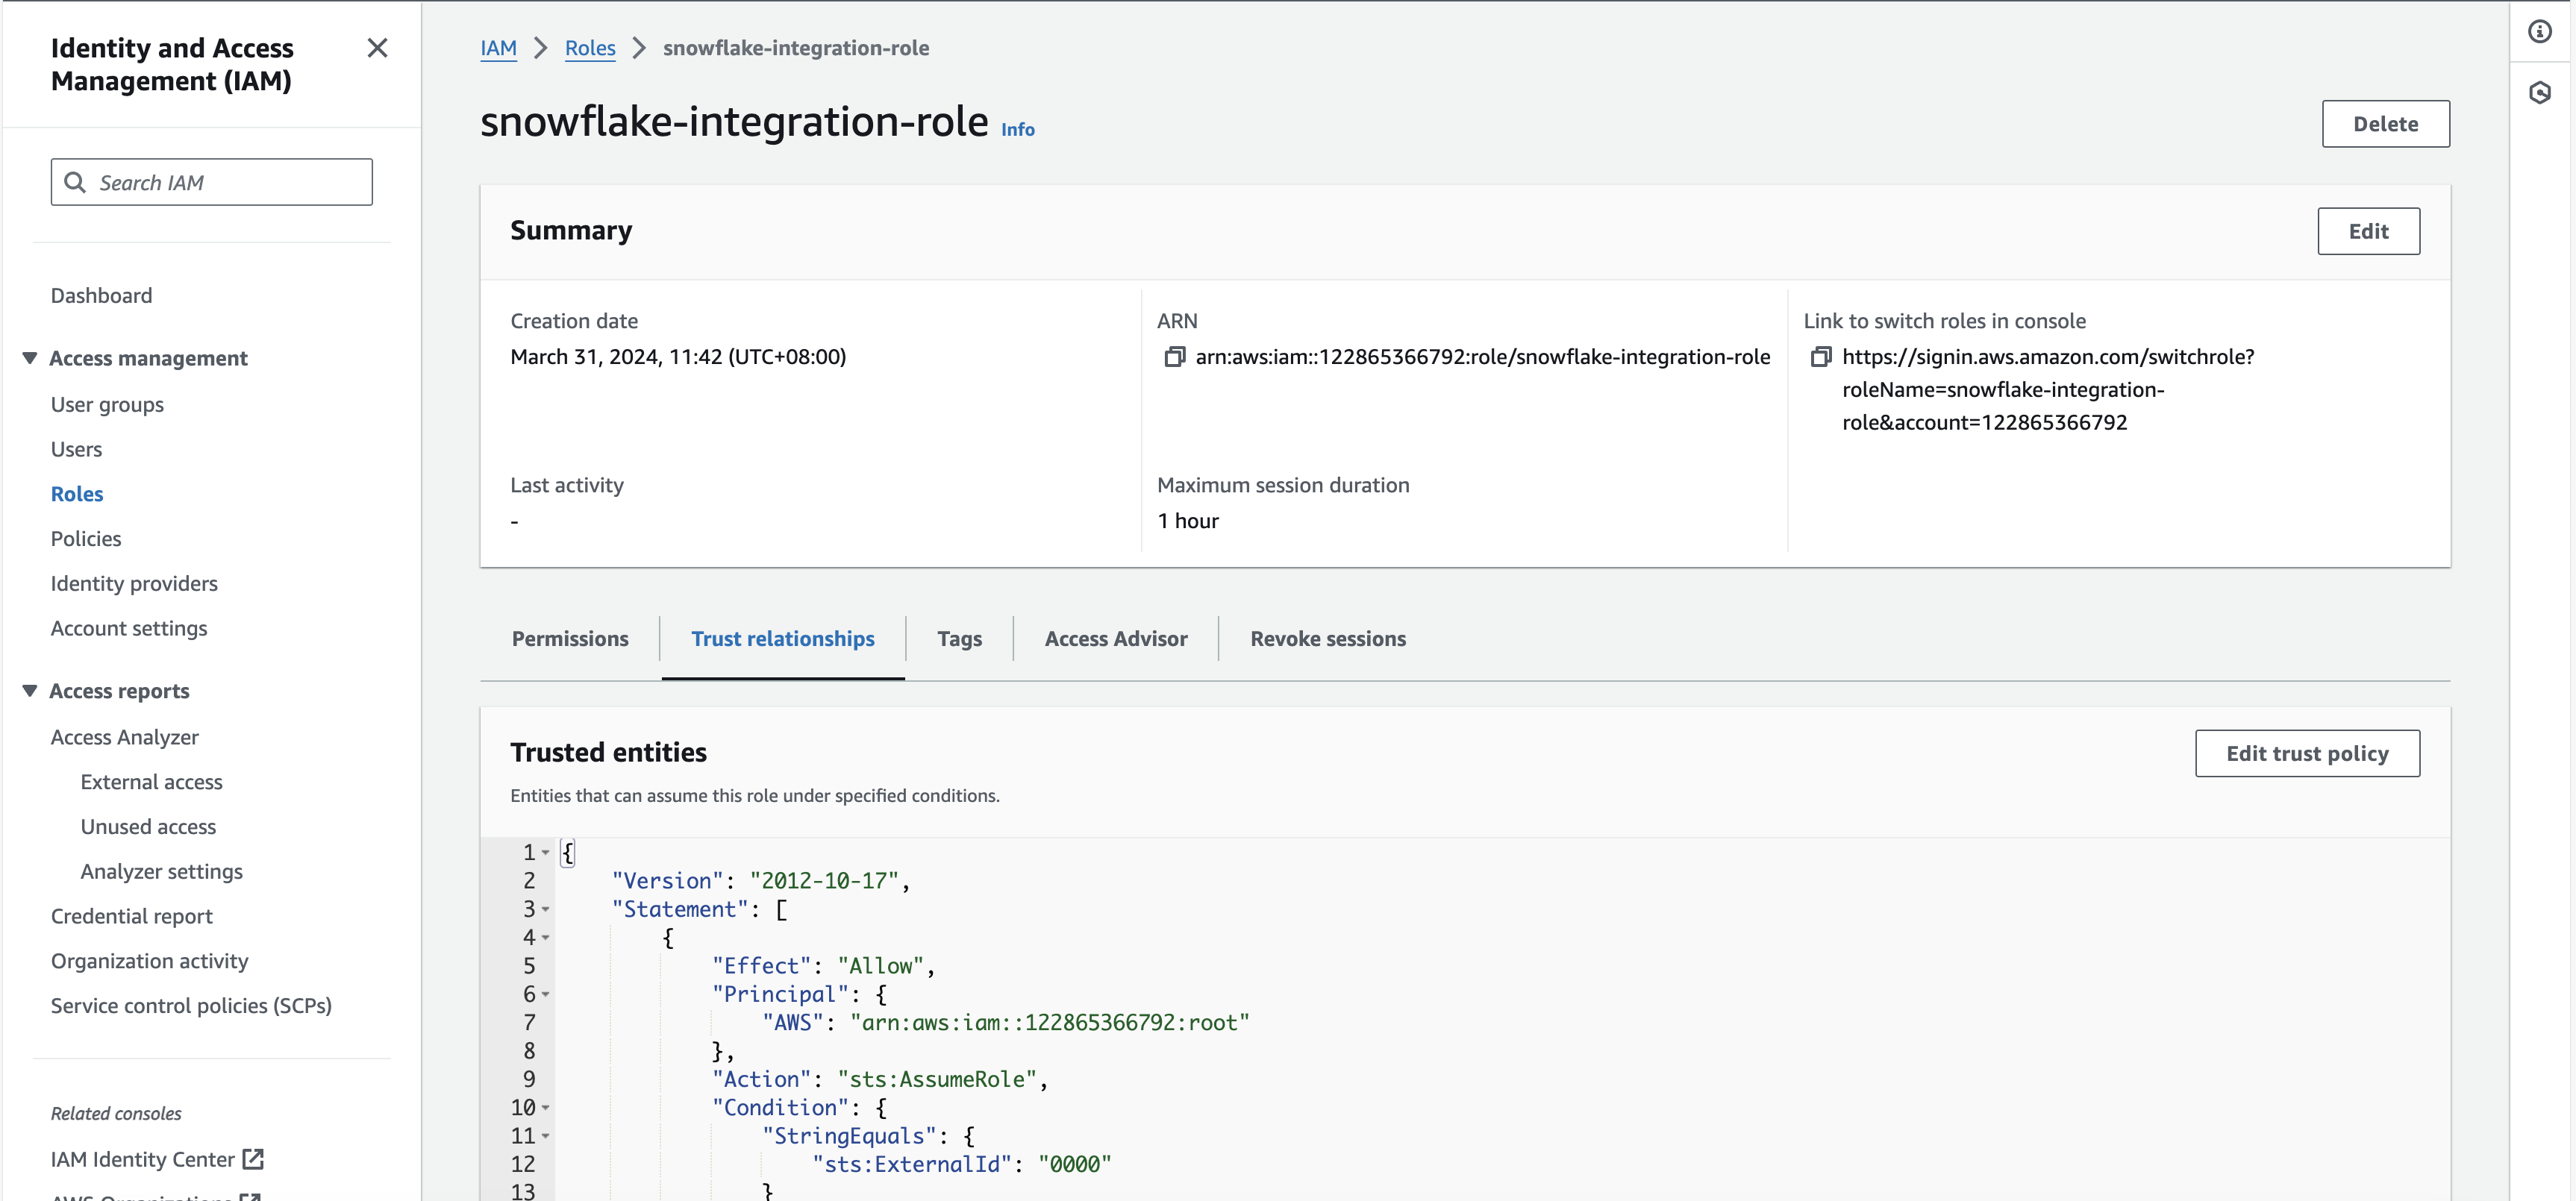 Identity and Access
Management (IAM)
Search IAM
Dashboard
Access management
User groups
Users
Roles
Policies
Identity providers
Account settings
Access reports
Access Analyzer
External access
Unused access
Analyzer settings
Credential report
Organization activity
Service control policies (SCPs)
Related consoles
IAM Identity Center
AWS Organizations
IAM > Roles > snowflake-integration-role
snowflake-integration-role Info
Delete
Summary
Edit
Creation date
March 31, 2024, 11:42 (UTC+08:00)
ARN
arn:aws:iam::122865366792:role/snowflake-integration-role
Link to switch roles in console
https://signin.aws.amazon.com/switchrole?
roleName=snowflake-integration-
role&account=122865366792
Last activity
-
Maximum session duration
1 hour
Permissions
Trust relationships
Tags
Access Advisor
Revoke sessions
Trusted entities
Edit trust policy
Entities that can assume this role under specified conditions.
1 {
2 "Version": "2012-10-17",
3 "Statement": [
4 {
5 "Effect": "Allow",
6 "Principal": {
7 "AWS": "arn:aws:iam::122865366792:root"
8 },
9 "Action": "sts:AssumeRole",
10 "Condition": {
11 "StringEquals": {
12 "sts:ExternalId": "0000"
13 }